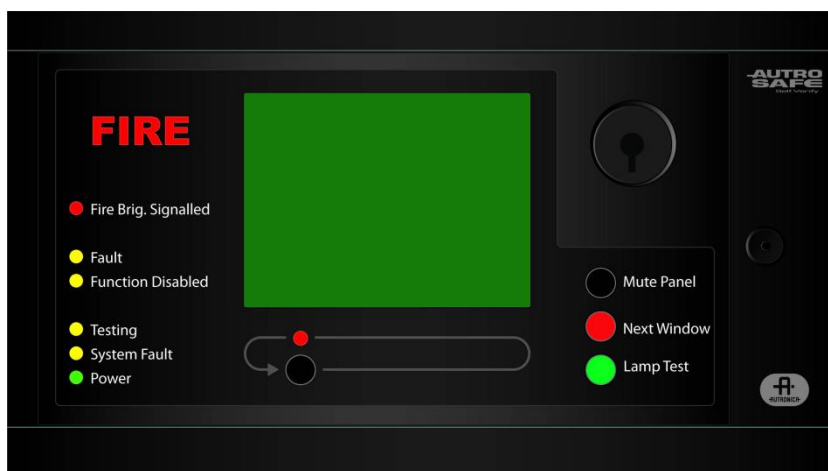 AUTRO
SAFE
Self Verify
FIRE
Fire Brig. Signalled
Fault
Function Disabled
Testing
System Fault
Power
Mute Panel
Next Window
Lamp Test
AUTRONICA